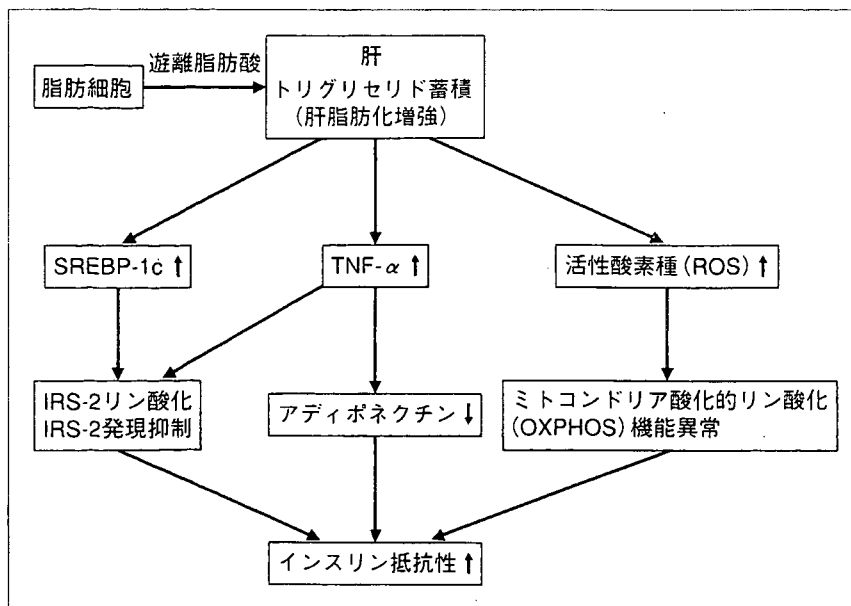 遊離脂肪酸
脂肪細胞
肝
トリグリセリド蓄積
(肝脂肪化増強)
SREBP-1c ↑
TNF-α ↑
活性酸素種(ROS) ↑
IRS-2リン酸化
IRS-2発現抑制
アディポネクチン ↓
ミトコンドリア酸化的リン酸化
(OXPHOS)機能異常
インスリン抵抗性 ↑